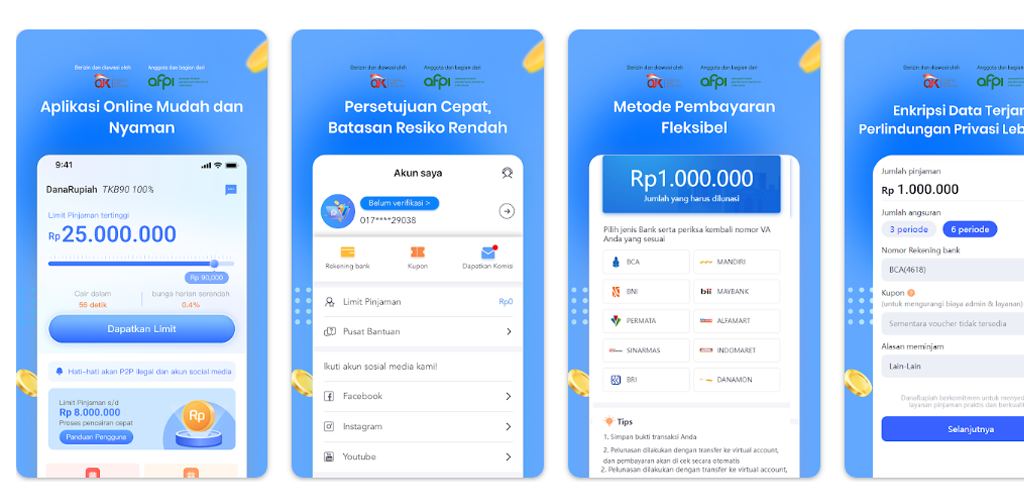 Berizin dan diawasi oleh
Anggota dan bagian dari
OJK
afpi
Aplikasi Online Mudah dan
Nyaman
9:41
DanaRupiah TKB90 100%
Limit Pinjaman tertinggi
Rp 25.000.000
Rp 90,000
Cair dalam
56 detik
bunga harian serendah
0.4%
Dapatkan Limit
Hati-hati akan P2P ilegal dan akun social media
Limit Pinjaman s/d
Rp 8.000.000
Proses pencairan cepat
Panduan Pengguna
Rp
Berizin dan diawasi oleh
Anggota dan bagian dari
OJK
afpi
Persetujuan Cepat,
Batasan Resiko Rendah
Akun saya
Belum verifikasi >
017****29038
Rekening bank
Kupon
Dapatkan Komis
Limit Pinjaman
Rp0
Pusat Bantuan
Ikuti akun sosial media kami!
Facebook
Instagram
Youtube
Berizin dan diawasi oleh
Anggota dan bagian dari
OJK
afpi
Metode Pembayaran
Fleksibel
Rp1.000.000
Jumlah yang harus dilunasi
Pilih jenis Bank serta periksa kembali nomor VA
Anda yang sesuai
BCA
MANDIRI
BNI
bii MAYBANK
PERMATA
ALFAMART
SINARMAS
INDOMARET
BRI
DANAMON
Tips
1. Simpan bukti transaksi Anda
2. Pelunasan dilakukan dengan transfer ke virtual account,
dan pembayaran akan di cek secara otomatis
2. Pelunasan dilakukan dengan transfer ke virtual account,
Berizin dan diawasi oleh
Anggota dan bagian
OJK
afpi
Enkripsi Data Terjar
Perlindungan Privasi Leb
Jumlah pinjaman
Rp 1.000.000
Jumlah angsuran
3 periode
6 periode
Nomor Rekening bank
BCA(4618)
Kupon
(untuk mengurangi biaya admin & layanan)
Sementara voucher tidak tersedia
Alasan meminjam
Lain-Lain
DanaRupiah berkomitmen untuk menyed
layanan pinjaman praktis dan berkualit
Selanjutnya